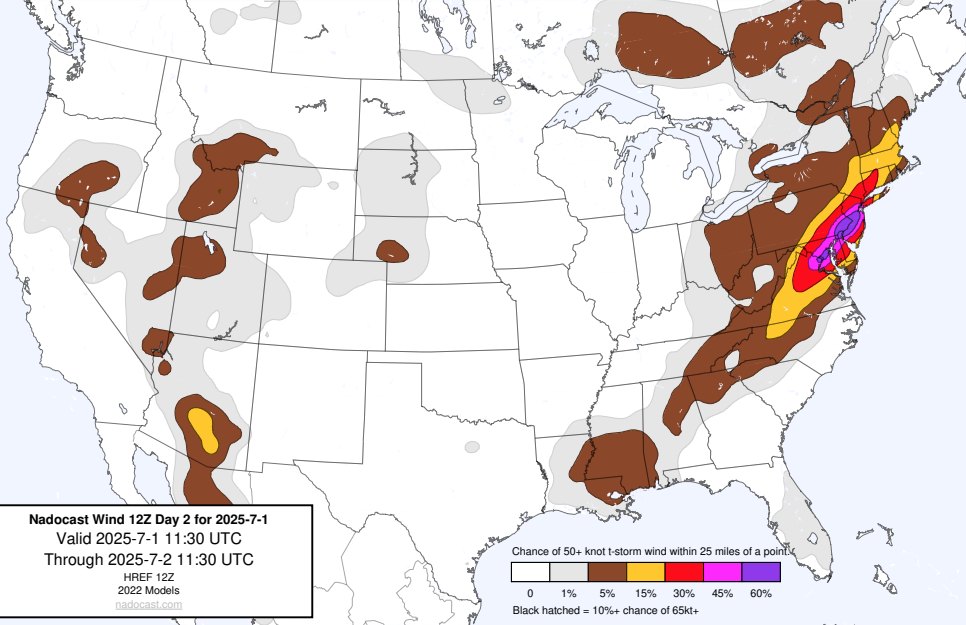 Nadocast Wind 12Z Day 2 for 2025-7-1
Valid 2025-7-1 11:30 UTC
Through 2025-7-2 11:30 UTC
HREF 12Z
2022 Models
nadocast.com
Chance of 50+ knot t-storm wind within 25 miles of a point.
0 1% 5% 15% 30% 45% 60%
Black hatched = 10%+ chance of 65kt+